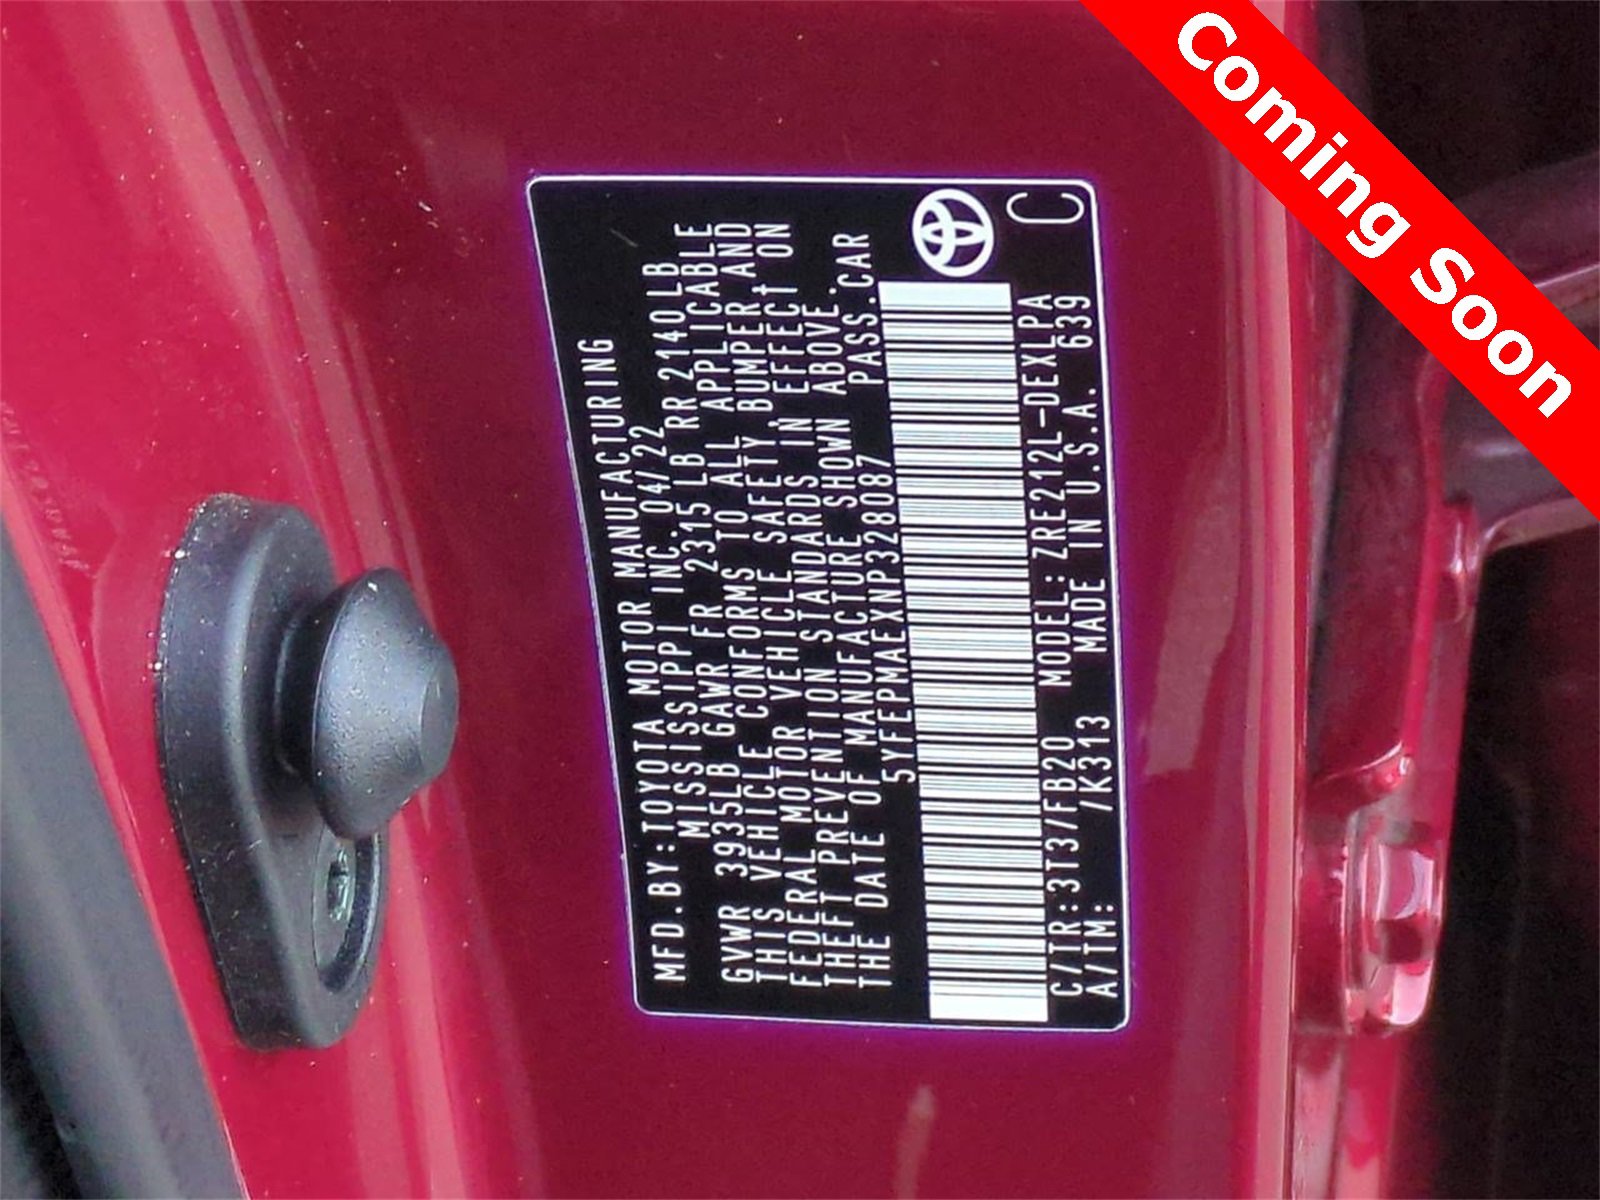 Coming Soon
MFD.BY:TOYOTA MOTOR MANUFACTURING
MISSISSIPPI INC. 04/22
GVWR 3935LB GAWR FR 2315LB RR 2140LB
THIS VEHICLE CONFORMS TO ALL APPLICABLE
FEDERAL MOTOR VEHICLE SAFETY, BUMPER, AND
THEFT PREVENTION STANDARDS IN EFFECT ON
THE DATE OF MANUFACTURE SHOWN ABOVE.
5YFEPMAEXNP328087 PASS.CAR
C/TR:3T3/FB20 MODEL:ZRE212L-DEXLPA
A/TM: /K313 MADE IN U.S.A. 639
C